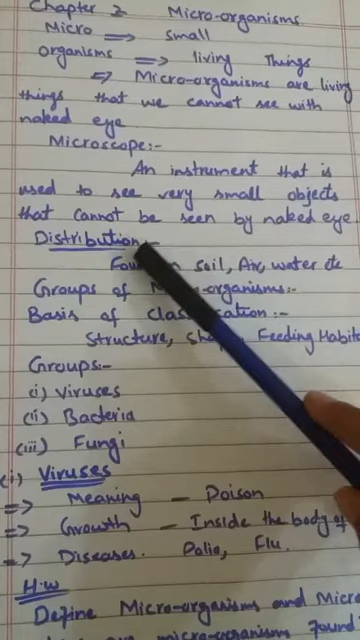 Chapter 2 Micro-organisms
Micro ⟹ small
organisms ⟹ living Things
⇒ Micro-organisms are living
things that we cannot see with
naked eye.
Microscope:-
An instrument that is
used to see very small objects
that cannot be seen by naked eye.
Distribution:-
Soil, Air, water etc
Groups of -organisms:-
Basis of :-
Structure, Feeding Habits
Groups:-
(i) Viruses
(ii) Bacteria
(iii) Fungi
(i) Viruses
⇒ Meaning — Poison
⇒ Growth — Inside the body of
⇒ Diseases. Polio, Flu.
H.w
Define Micro-organisms and Micro
micro-organism Found